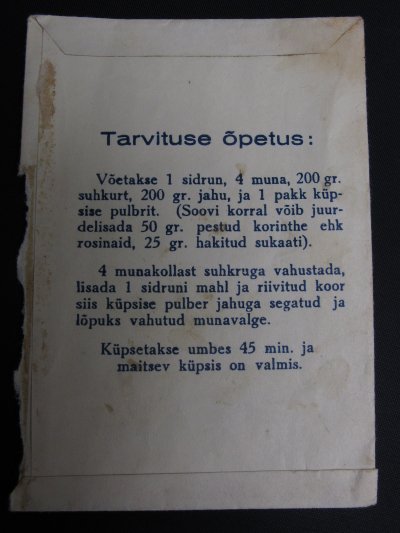 Tarvituse õpetus:
Võetakse 1 sidrun, 4 muna, 200 gr.
suhkurt, 200 gr. jahu, ja 1 pakk küp-
sise pulbrit. (Soovi korral võib juur-
delisada 50 gr. pestud korinthe ehk
rosinaid, 25 gr. hakitud sukaati).
4 munakollast suhkruga vahustada,
lisada 1 sidruni mahl ja riivitud koor
siis küpsise pulber jahuga segatud ja
lõpuks vahutud munavalge.
Küpsetakse umbes 45 min. ja
maitsev küpsis on valmis.